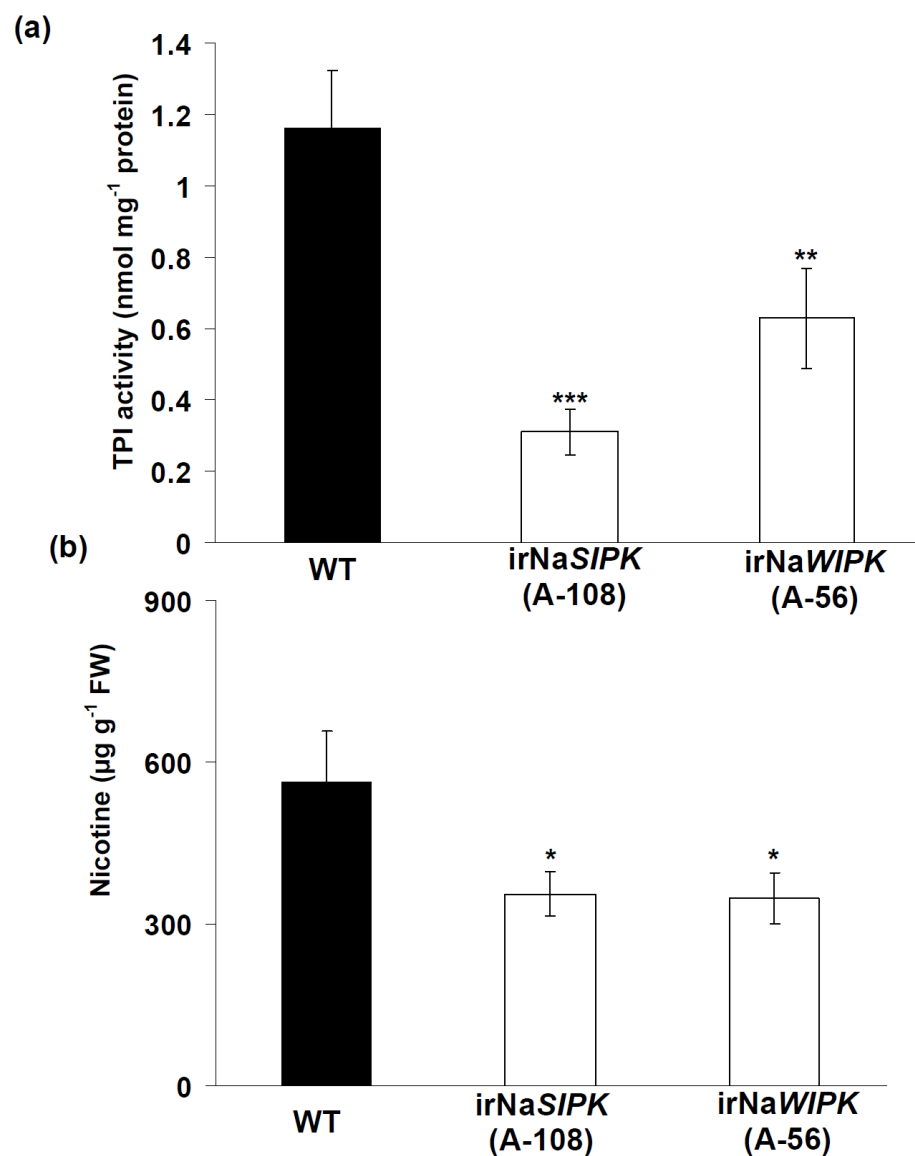 (a)
TPI activity (nmol mg⁻¹ protein)
1.4
1.2
1
0.8
0.6
0.4
0.2
0
***
**
WT
irNaSIPK
(A-108)
irNaWIPK
(A-56)
(b)
Nicotine (µg g⁻¹ FW)
900
600
300
0
*
*
WT
irNaSIPK
(A-108)
irNaWIPK
(A-56)